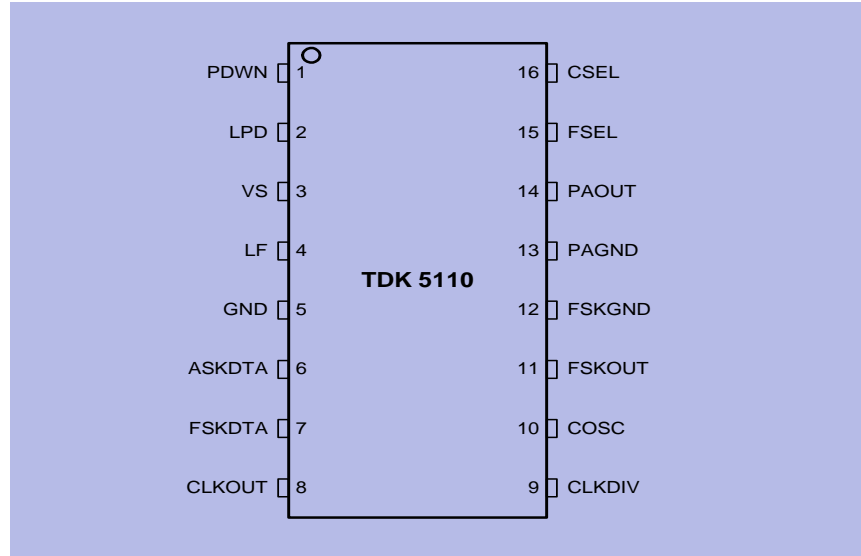 PDWN 1 16 CSEL
LPD 2 15 FSEL
VS 3 14 PAOUT
LF 4 13 PAGND
TDK 5110
GND 5 12 FSKGND
ASKDTA 6 11 FSKOUT
FSKDTA 7 10 COSC
CLKOUT 8 9 CLKDIV